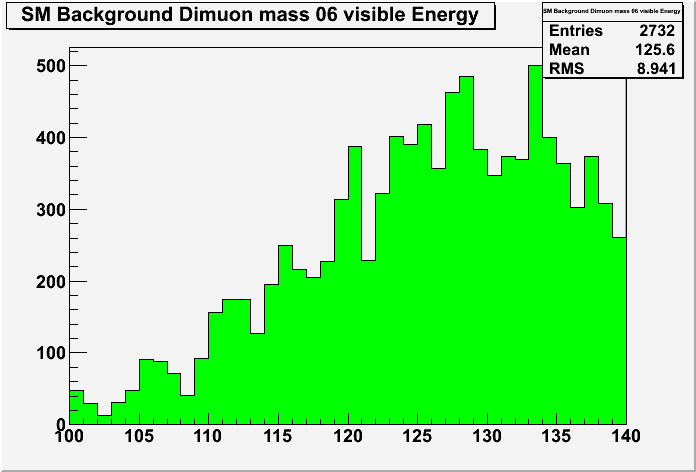 SM Background Dimuon mass 06 visible Energy
SM Background Dimuon mass 06 visible Energy
Entries 2732
Mean 125.6
RMS 8.941
500
400
300
200
100
0
100 105 110 115 120 125 130 135 140